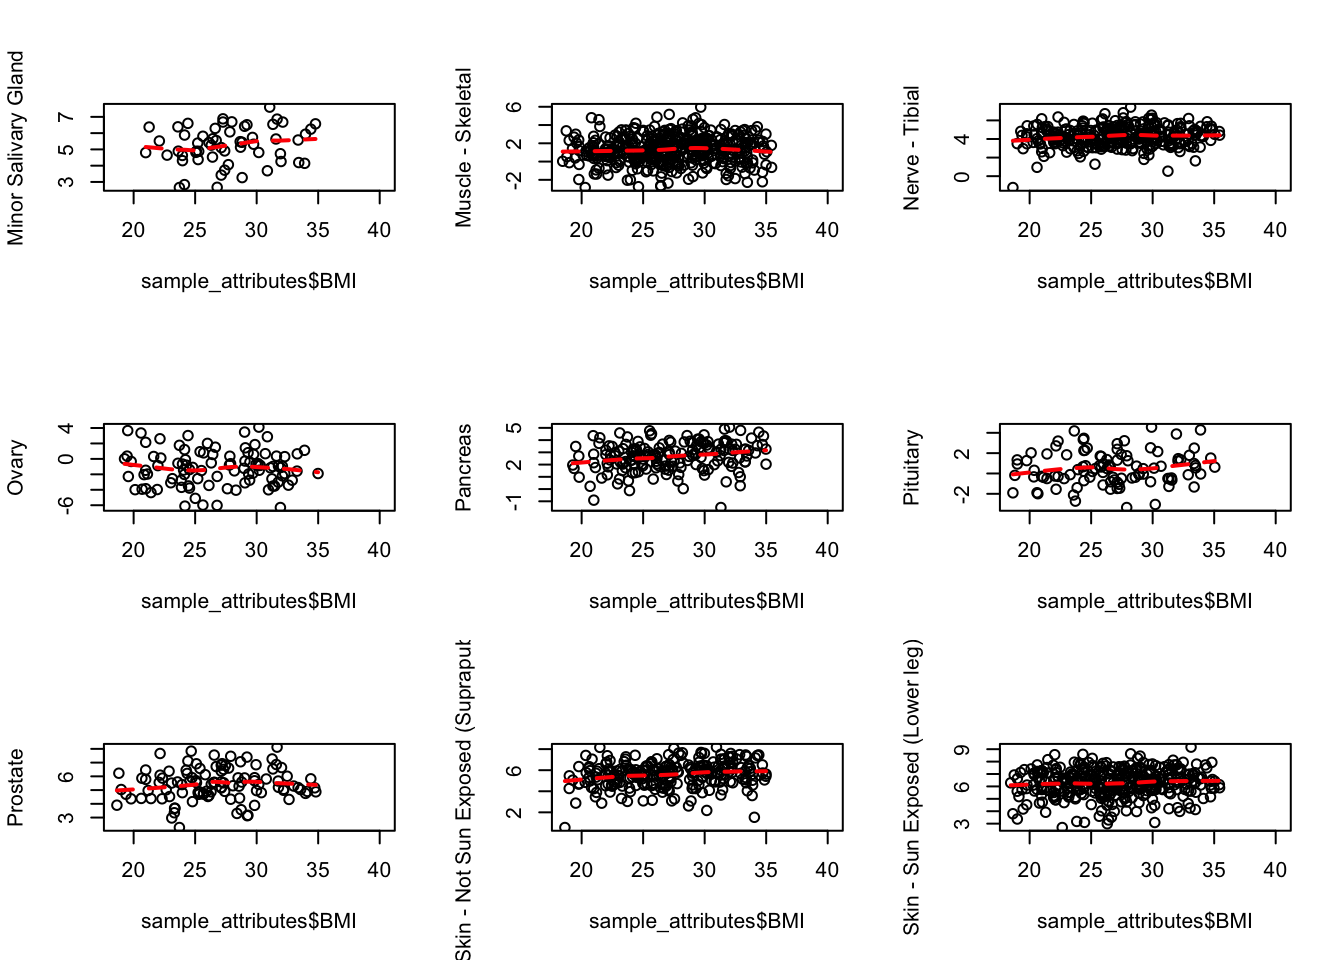 Minor Salivary Gland
7
5
3
20 25 30 35 40
sample_attributes$BMI
Muscle - Skeletal
6
2
-2
20 25 30 35 40
sample_attributes$BMI
Nerve - Tibial
4
0
20 25 30 35 40
sample_attributes$BMI
Ovary
4
0
-6
20 25 30 35 40
sample_attributes$BMI
Pancreas
5
2
-1
20 25 30 35 40
sample_attributes$BMI
Pituitary
2
-2
20 25 30 35 40
sample_attributes$BMI
Prostate
6
3
20 25 30 35 40
sample_attributes$BMI
Skin - Not Sun Exposed (Suprapub
6
2
20 25 30 35 40
sample_attributes$BMI
Skin - Sun Exposed (Lower leg)
9
6
3
20 25 30 35 40
sample_attributes$BMI